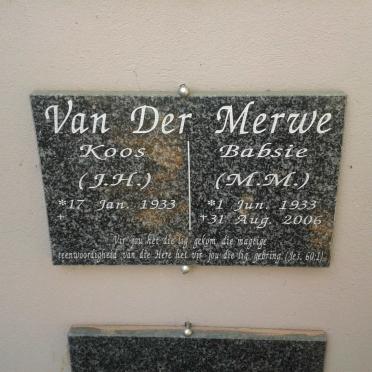 Van Der Merwe
Koos Babsie
(J.H.) (M.M.)
*17 Jan. 1933 *1 Jun. 1933
+ +31 Aug. 2006
Vir jou het die lig gekom, die magtige
teenwoordigheid van die Here het vir jou die lig gebring. (Jes. 60:1)